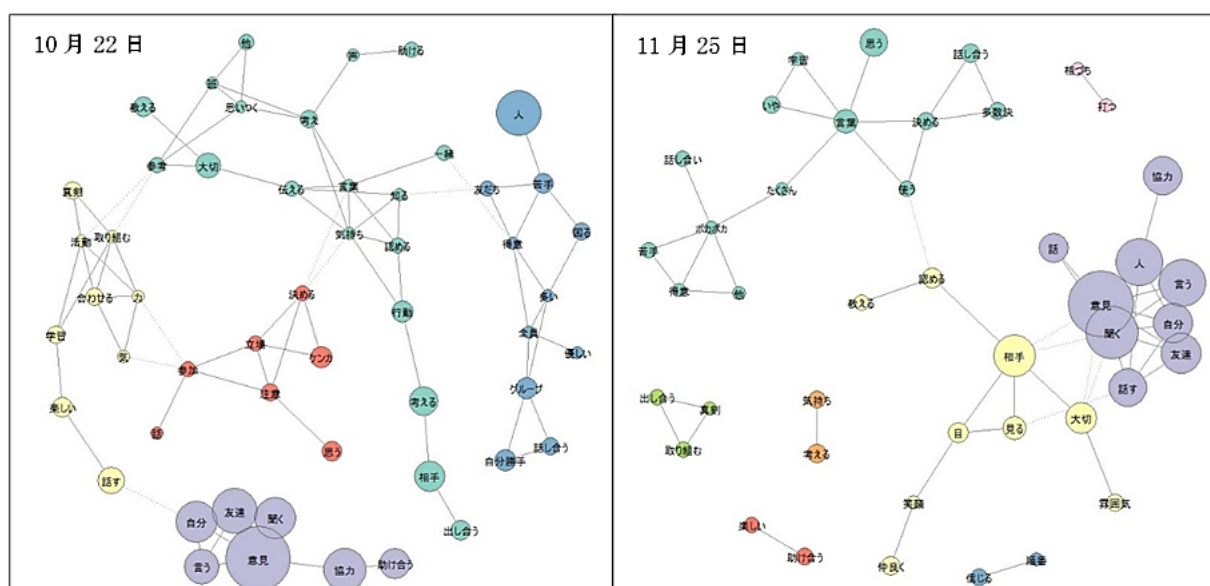 10月22日
他
害
助ける
班
教える
思いつく
考え
人
参考
大切
一緒
真剣
伝える
言葉
知る
友だち
苦手
活動
取り組む
気持ち
認める
得意
困る
合わせる
力
決める
行動
多い
学習
気
立場
ケンカ
全員
優しい
参加
注意
グループ
楽しい
考える
話
思う
話し合う
自分勝手
話す
相手
自分
友達
聞く
出し合う
言う
意見
協力
助け合う
11月25日
思う
話し合う
学習
相づち
いや
打つ
言葉
決める
多数決
話し合い
たくさん
使う
協力
ポカポカ
苦手
話
人
認める
言う
得意
他
教える
意見
自分
聞く
相手
友達
出し合う
真剣
気持ち
話す
大切
取り組む
考える
目
見る
笑顔
雰囲気
楽しい
助け合う
仲良く
順番
信じる